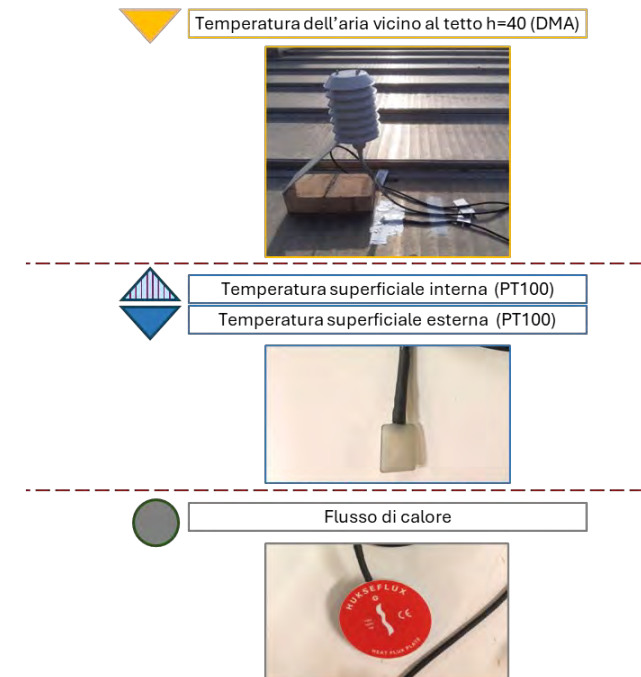 Temperatura dell'aria vicino al tetto h=40 (DMA)
Temperatura superficiale interna (PT100)
Temperatura superficiale esterna (PT100)
Flusso di calore
HUKSEFLUX
CE
HEAT FLUX PLATE